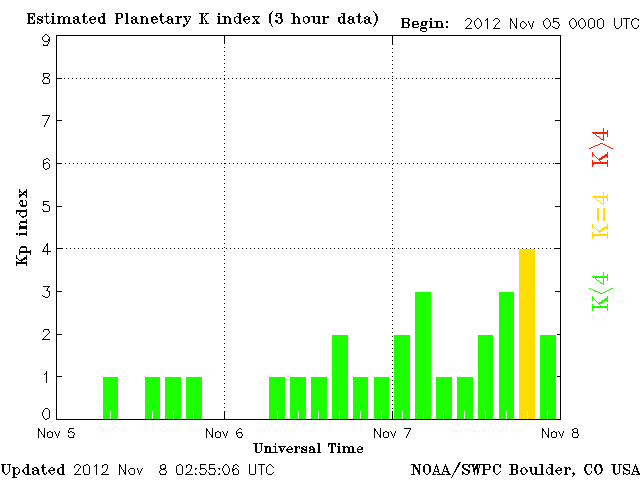 Estimated Planetary K index (3 hour data) Begin: 2012 Nov 05 0000 UTC
9
8
7
6
5
4
3
2
1
0
Kp index
K>4
K=4
K<4
Nov 5 Nov 6 Nov 7 Nov 8
Universal Time
Updated 2012 Nov 8 02:55:06 UTC NOAA/SWPC Boulder, CO USA